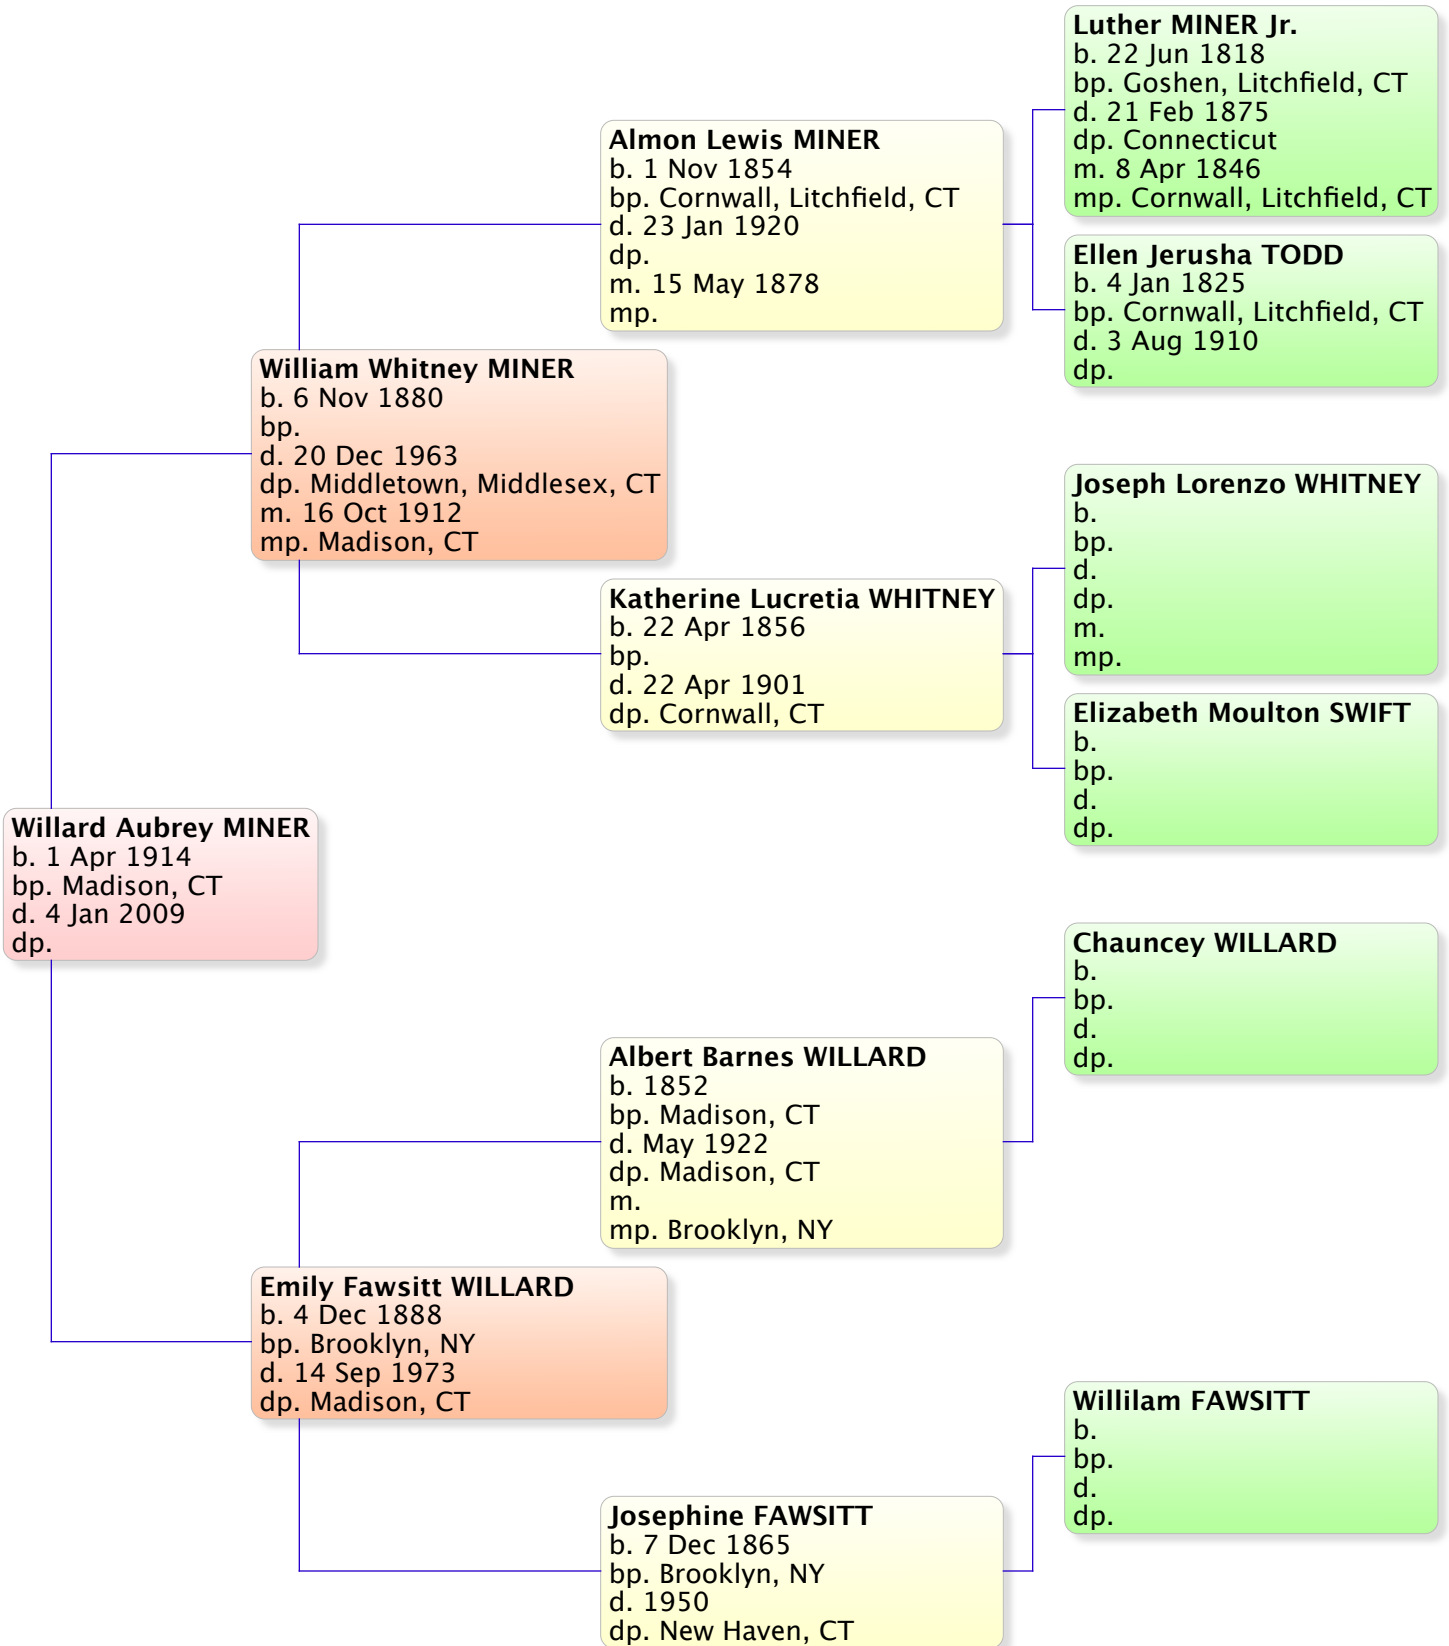 Luther MINER Jr.
b. 22 Jun 1818
bp. Goshen, Litchfield, CT
d. 21 Feb 1875
dp. Connecticut
m. 8 Apr 1846
mp. Cornwall, Litchfield, CT
Almon Lewis MINER
b. 1 Nov 1854
bp. Cornwall, Litchfield, CT
d. 23 Jan 1920
dp.
m. 15 May 1878
mp.
Ellen Jerusha TODD
b. 4 Jan 1825
bp. Cornwall, Litchfield, CT
d. 3 Aug 1910
dp.
William Whitney MINER
b. 6 Nov 1880
bp.
d. 20 Dec 1963
dp. Middletown, Middlesex, CT
m. 16 Oct 1912
mp. Madison, CT
Joseph Lorenzo WHITNEY
b.
bp.
d.
dp.
m.
mp.
Katherine Lucretia WHITNEY
b. 22 Apr 1856
bp.
d. 22 Apr 1901
dp. Cornwall, CT
Elizabeth Moulton SWIFT
b.
bp.
d.
dp.
Willard Aubrey MINER
b. 1 Apr 1914
bp. Madison, CT
d. 4 Jan 2009
dp.
Chauncey WILLARD
b.
bp.
d.
dp.
Albert Barnes WILLARD
b. 1852
bp. Madison, CT
d. May 1922
dp. Madison, CT
m.
mp. Brooklyn, NY
Emily Fawsitt WILLARD
b. 4 Dec 1888
bp. Brooklyn, NY
d. 14 Sep 1973
dp. Madison, CT
Willilam FAWSITT
b.
bp.
d.
dp.
Josephine FAWSITT
b. 7 Dec 1865
bp. Brooklyn, NY
d. 1950
dp. New Haven, CT